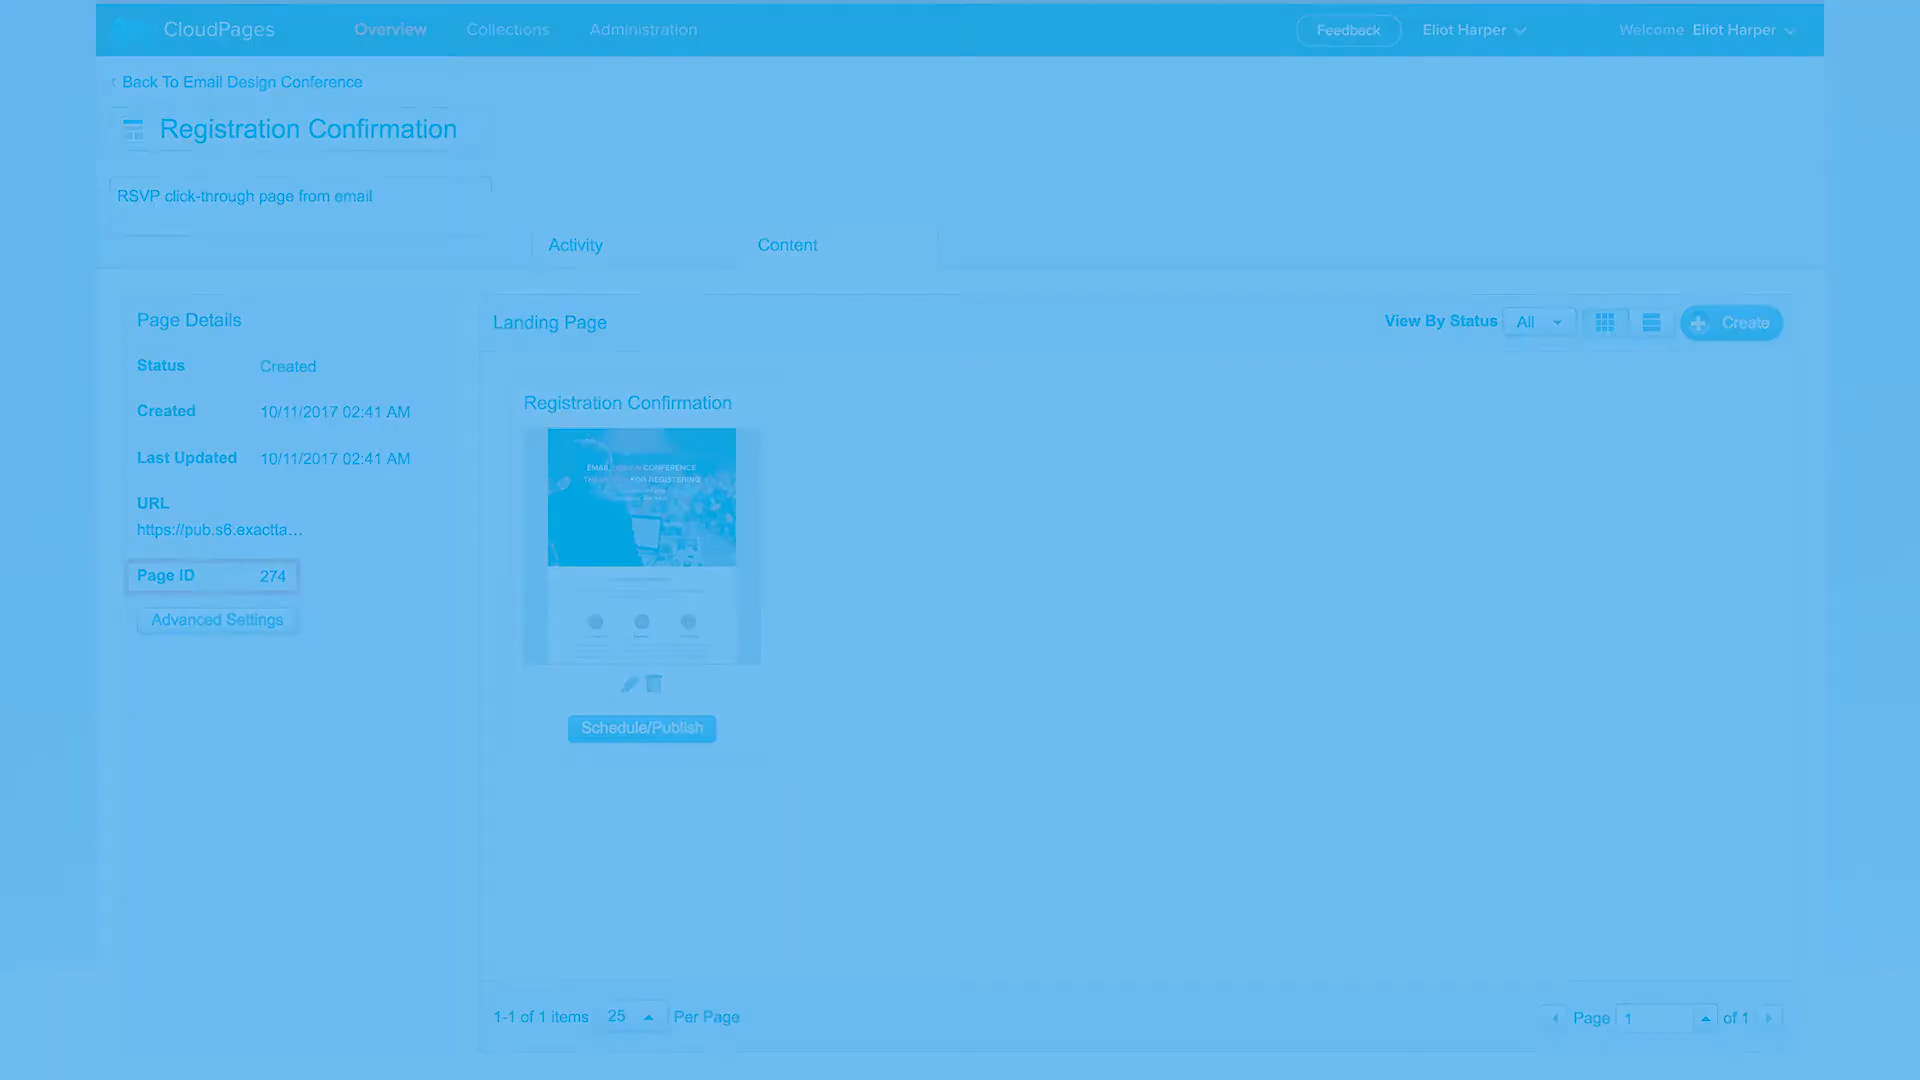 CloudPages Overview Collections Administration Feedback Eliot Harper Welcome Eliot Harper
Back To Email Design Conference
Registration Confirmation
RSVP click-through page from email
Activity Content
Page Details
Status Created
Created 10/11/2017 02:41 AM
Last Updated 10/11/2017 02:41 AM
URL
https://pub.s6.exactta...
Page ID 274
Advanced Settings
Landing Page View By Status All Create
Registration Confirmation
EMAIL DESIGN CONFERENCE
FOR REGISTERING
Schedule/Publish
1-1 of 1 items 25 Per Page Page 1 of 1